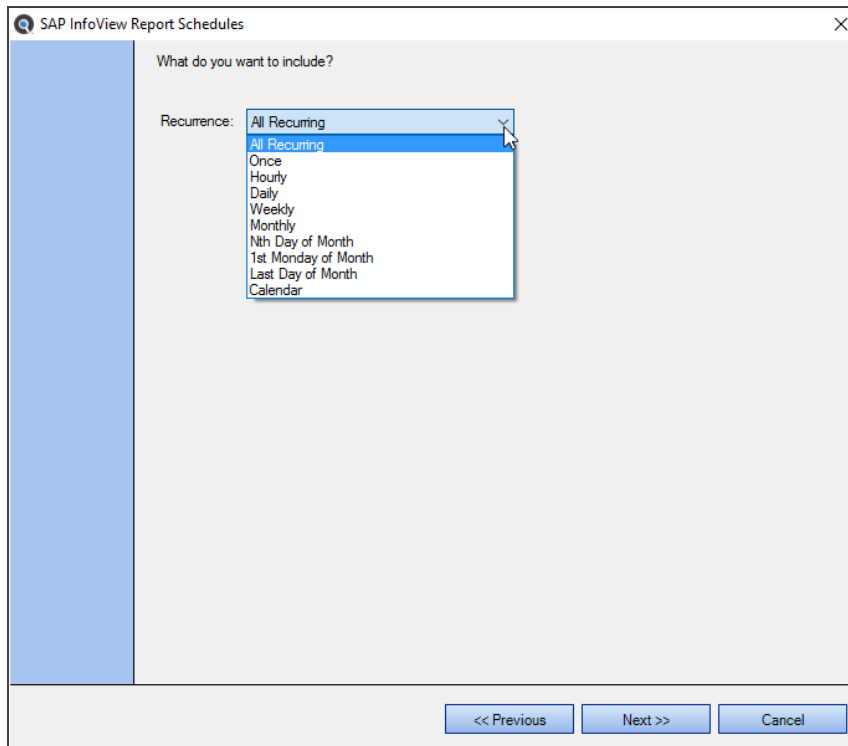 SAP InfoView Report Schedules
What do you want to include?
Recurrence: All Recurring
All Recurring
Once
Hourly
Daily
Weekly
Monthly
Nth Day of Month
1st Monday of Month
Last Day of Month
Calendar
<< Previous Next >> Cancel